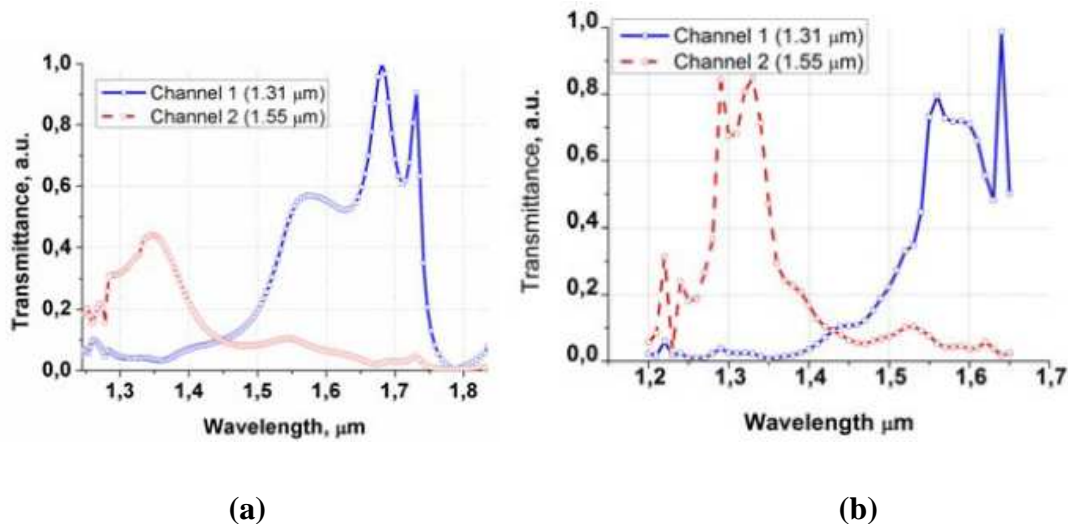 Transmittance, a.u.
1,0
0,8
0,6
0,4
0,2
0,0
Channel 1 (1.31 μm)
Channel 2 (1.55 μm)
1,3 1,4 1,5 1,6 1,7 1,8
Wavelength, μm
(a)
Transmittance, a.u.
1,0
0,8
0,6
0,4
0,2
0,0
Channel 1 (1.31 μm)
Channel 2 (1.55 μm)
1,2 1,3 1,4 1,5 1,6 1,7
Wavelength μm
(b)